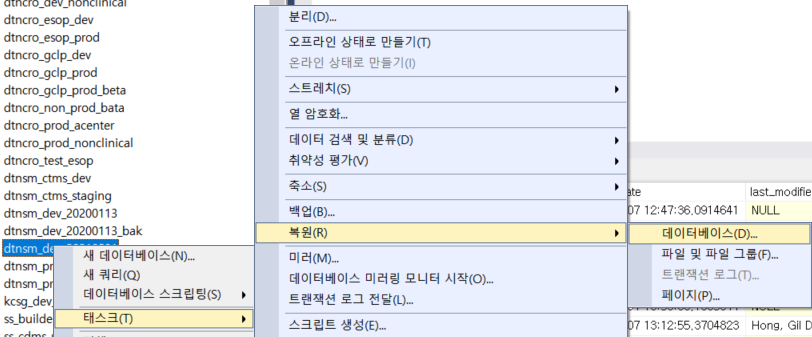 dtncro_dev_nonclinical
dtncro_esop_dev
dtncro_esop_prod
dtncro_gclp_dev
dtncro_gclp_prod
dtncro_gclp_prod_beta
dtncro_non_prod_bata
dtncro_prod_acenter
dtncro_prod_nonclinical
dtncro_test_esop
dtnsm_ctms_dev
dtnsm_ctms_staging
dtnsm_dev_20200113
dtnsm_dev_20200113_bak
dtnsm_pr
dtnsm_pr
kcsg_dev_
ss_builde
새 데이터베이스(N)...
새 쿼리(Q)
데이터베이스 스크립팅(S)
태스크(T)
분리(D)...
오프라인 상태로 만들기(T)
온라인 상태로 만들기(I)
스트레치(S)
열 암호화...
데이터 검색 및 분류(D)
취약성 평가(V)
축소(S)
백업(B)...
복원(R)
미러(M)...
데이터베이스 미러링 모니터 시작(O)...
트랜잭션 로그 전달(L)...
스크립트 생성(E)...
데이터베이스(D)...
파일 및 파일 그룹(F)...
트랜잭션 로그(T)...
페이지(P)...
ate last_modifie
07 12:47:36,0914641 NULL
07 13:12:55,3704823 Hong, Gil D